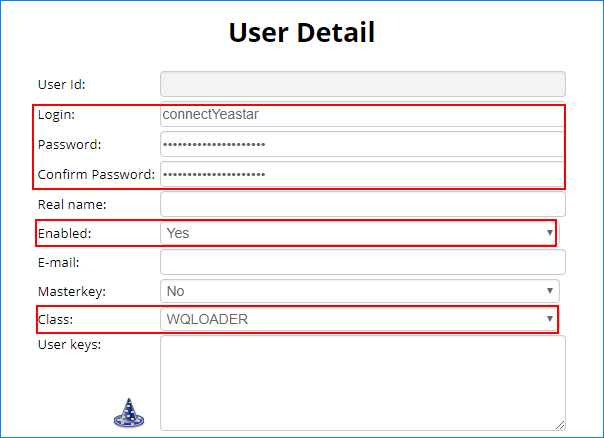 User Detail
User Id:
Login: connectYeastar
Password: •••••••••••••••••••••
Confirm Password: •••••••••••••••••••••
Real name:
Enabled: Yes
E-mail:
Masterkey: No
Class: WQLOADER
User keys: